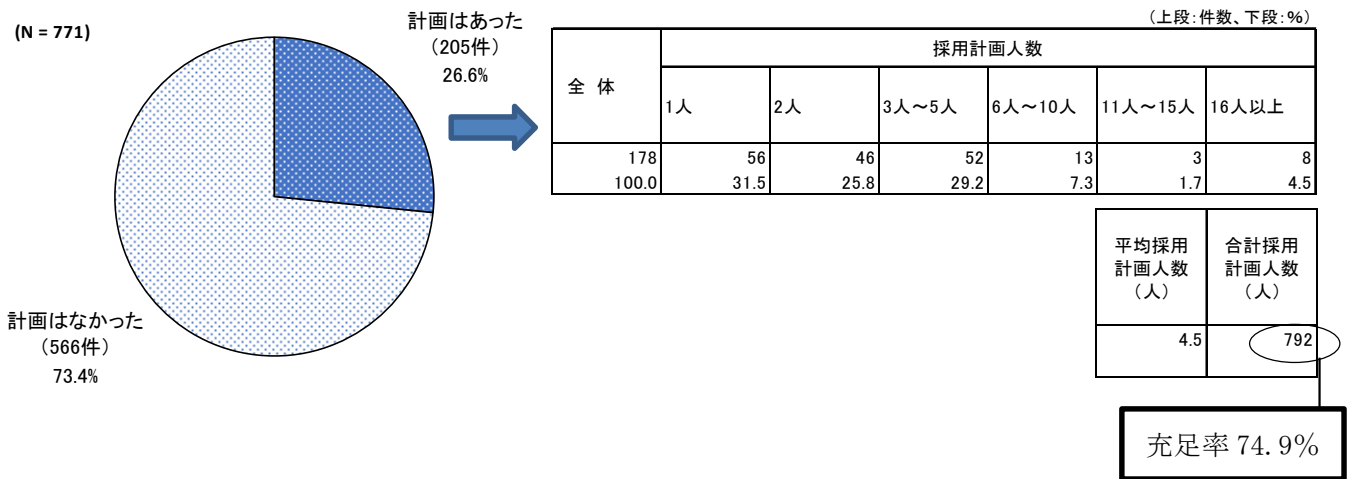 (N = 771)
計画はあった
(205件)
26.6%
計画はなかった
(566件)
73.4%
(上段:件数、下段:%)
全 体
採用計画人数
1人 2人 3人～5人 6人～10人 11人～15人 16人以上
178 56 46 52 13 3 8
100.0 31.5 25.8 29.2 7.3 1.7 4.5
平均採用
計画人数
(人)
合計採用
計画人数
(人)
4.5 792
充足率 74.9%